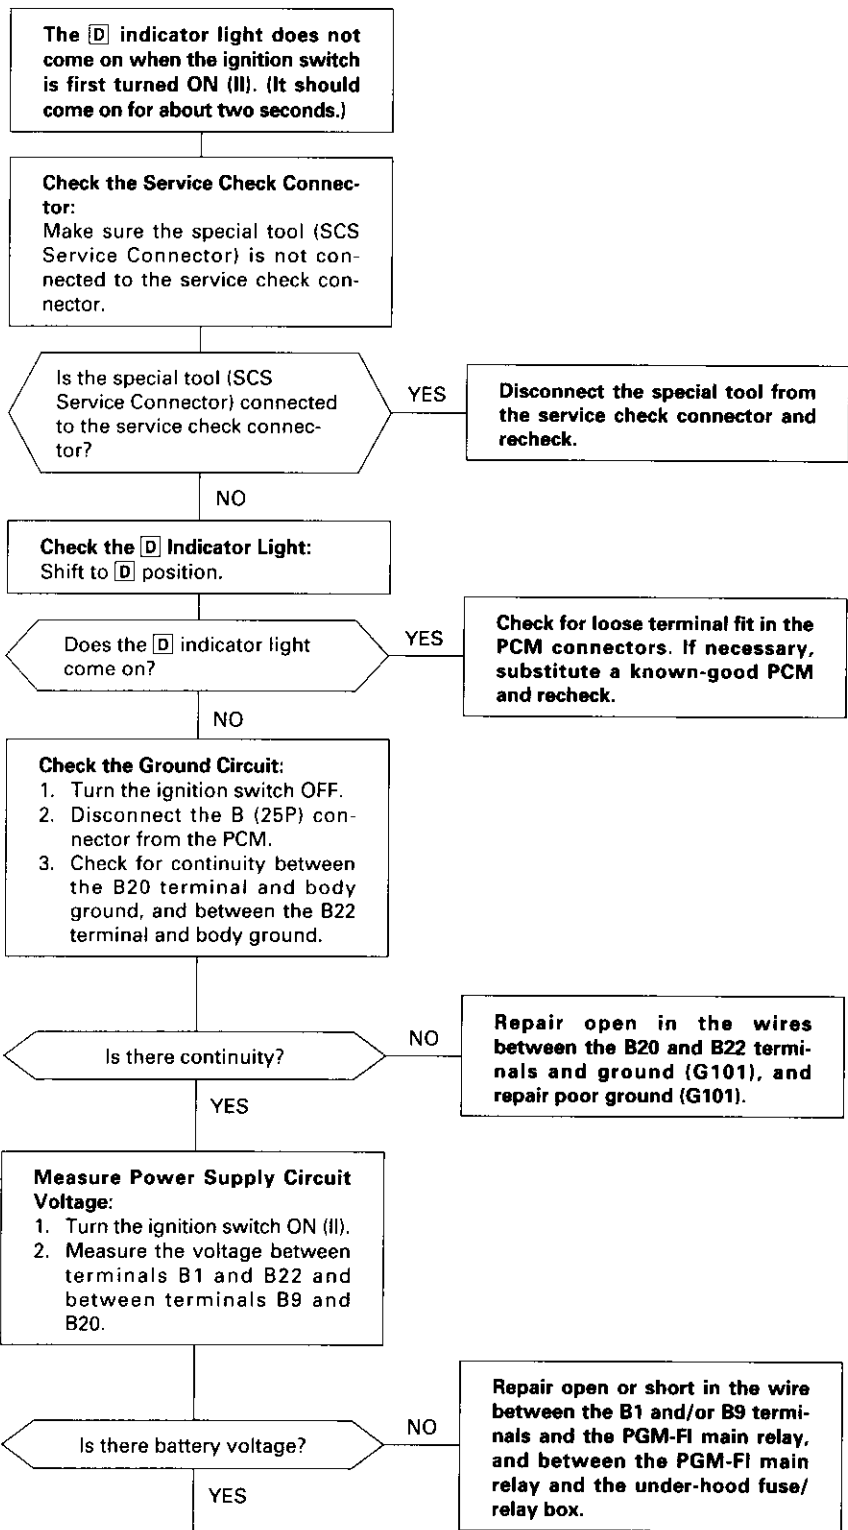 The D indicator light does not
come on when the ignition switch
is first turned ON (II). (It should
come on for about two seconds.)
Check the Service Check Connec-
tor:
Make sure the special tool (SCS
Service Connector) is not con-
nected to the service check con-
nector.
Is the special tool (SCS
Service Connector) connected
to the service check connec-
tor?
YES
Disconnect the special tool from
the service check connector and
recheck.
NO
Check the D Indicator Light:
Shift to D position.
Does the D indicator light
come on?
YES
Check for loose terminal fit in the
PCM connectors. If necessary,
substitute a known-good PCM
and recheck.
NO
Check the Ground Circuit:
1. Turn the ignition switch OFF.
2. Disconnect the B (25P) con-
nector from the PCM.
3. Check for continuity between
the B20 terminal and body
ground, and between the B22
terminal and body ground.
Is there continuity?
NO
Repair open in the wires
between the B20 and B22 termi-
nals and ground (G101), and
repair poor ground (G101).
YES
Measure Power Supply Circuit
Voltage:
1. Turn the ignition switch ON (II).
2. Measure the voltage between
terminals B1 and B22 and
between terminals B9 and
B20.
Is there battery voltage?
NO
Repair open or short in the wire
between the B1 and/or B9 termi-
nals and the PGM-FI main relay,
and between the PGM-FI main
relay and the under-hood fuse/
relay box.
YES